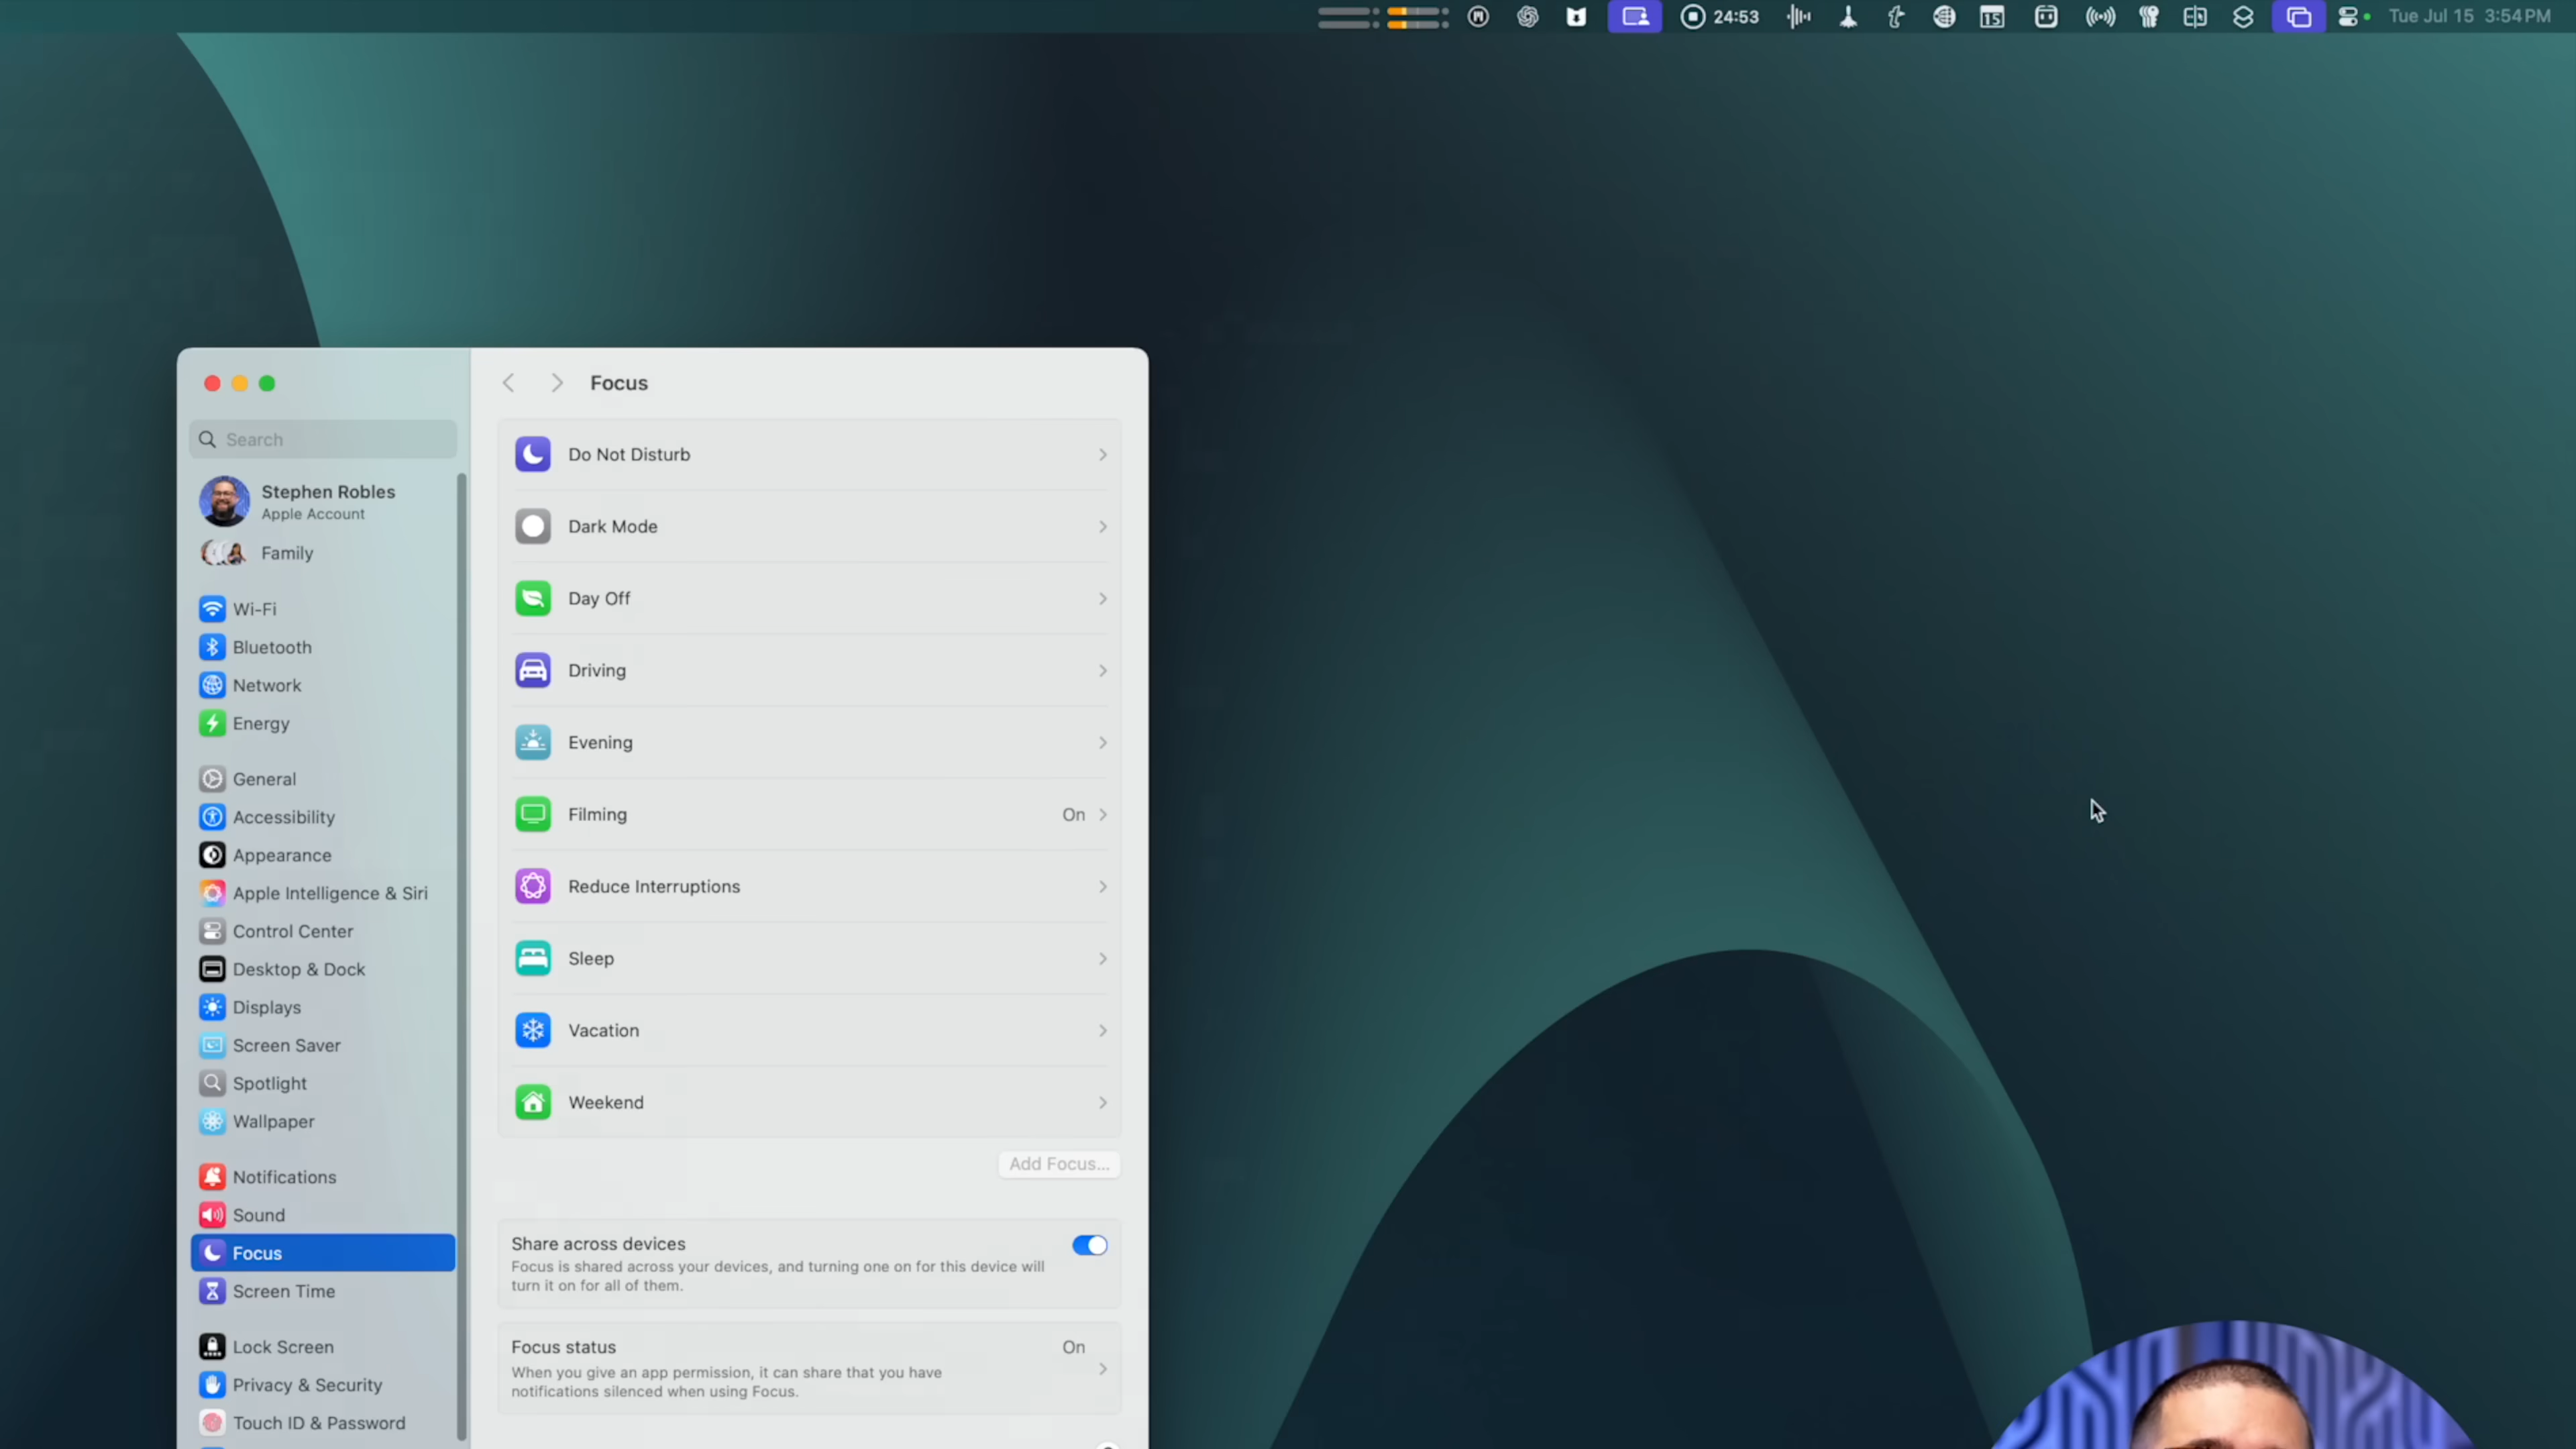 24:53
15
Tue Jul 15 3:54 PM
Focus
Search
Stephen Robles
Apple Account
Family
Wi-Fi
Bluetooth
Network
Energy
General
Accessibility
Appearance
Apple Intelligence & Siri
Control Center
Desktop & Dock
Displays
Screen Saver
Spotlight
Wallpaper
Notifications
Sound
Focus
Screen Time
Lock Screen
Privacy & Security
Touch ID & Password
Do Not Disturb
Dark Mode
Day Off
Driving
Evening
Filming On
Reduce Interruptions
Sleep
Vacation
Weekend
Add Focus...
Share across devices
Focus is shared across your devices, and turning one on for this device will
turn it on for all of them.
Focus status On
When you give an app permission, it can share that you have
notifications silenced when using Focus.